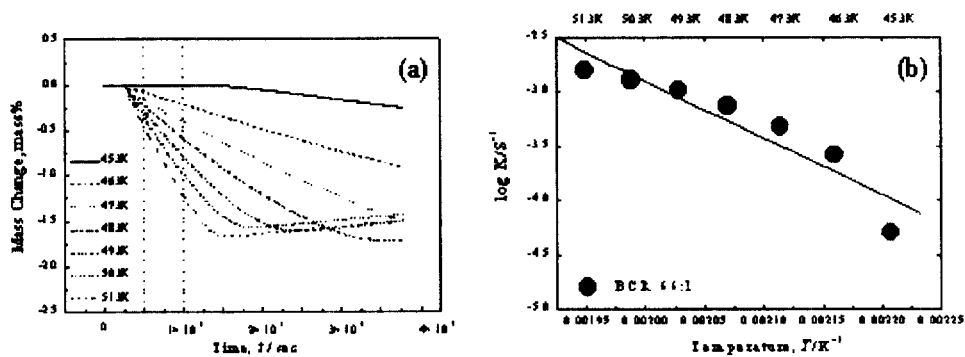 (a)
Mass Change, mass%
0.5
0.0
-0.5
-1.0
-1.5
-2.0
-2.5
453K
463K
473K
483K
493K
503K
513K
0
Time, t/sec
513K 503K 493K 483K 473K 463K 453K
(b)
log K/S⁻¹
-2.5
-3.0
-3.5
-4.0
-4.5
-5.0
BCR
0.00195 0.00200 0.00205 0.00210 0.00215 0.00220 0.00225
Temperature, T/K⁻¹